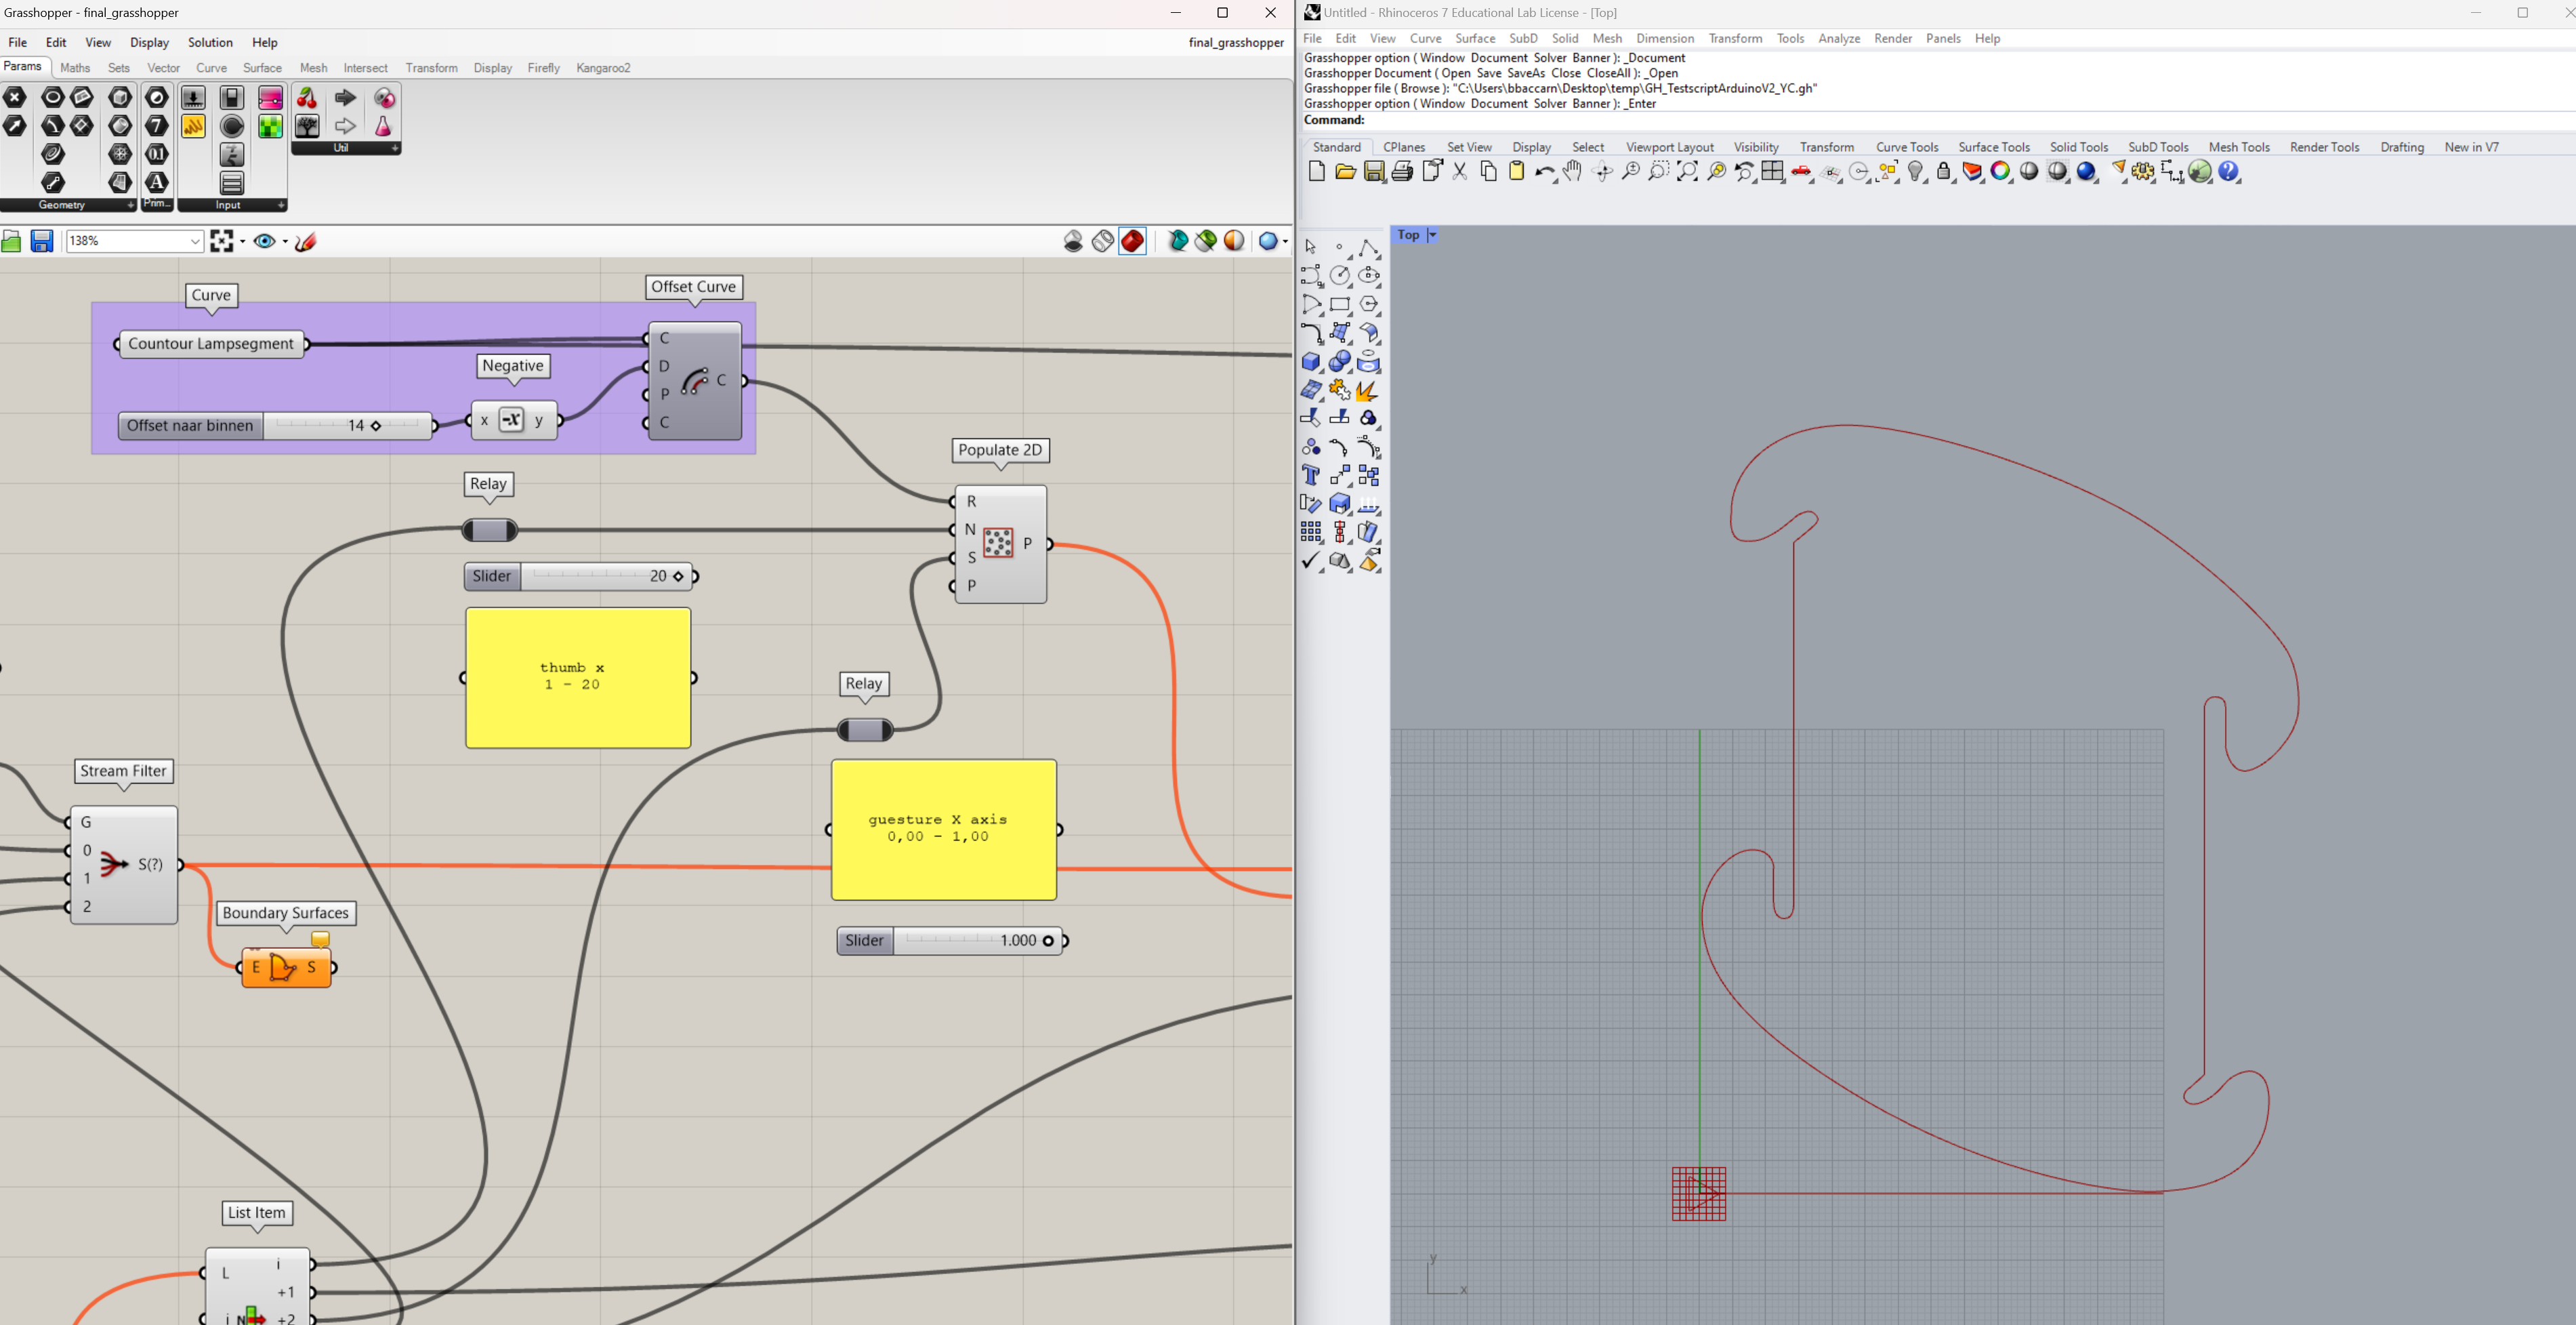 Grasshopper - final_grasshopper
File Edit View Display Solution Help
final_grasshopper
Params Maths Sets Vector Curve Surface Mesh Intersect Transform Display Firefly Kangaroo2
Geometry
Prim...
Input
Util
138%
Curve
Offset Curve
Countour Lampsegment
C
D
P
C
C
Negative
Offset naar binnen 14
x -x y
Relay
Populate 2D
R
N
S
P
P
Slider 20
thumb x
1 - 20
Relay
guesture X axis
0,00 - 1,00
Slider 1.000
Stream Filter
G
0
1
2
S(?)
Boundary Surfaces
E S
List Item
L
i
i
+1
+2
N
Untitled - Rhinoceros 7 Educational Lab License - [Top]
File Edit View Curve Surface SubD Solid Mesh Dimension Transform Tools Analyze Render Panels Help
Grasshopper option ( Window Document Solver Banner ): _Document
Grasshopper Document ( Open Save SaveAs Close CloseAll ): _Open
Grasshopper file ( Browse ): "C:\Users\bbaccarn\Desktop\temp\GH_TestscriptArduinoV2_YC.gh"
Grasshopper option ( Window Document Solver Banner ): _Enter
Command:
Standard CPlanes Set View Display Select Viewport Layout Visibility Transform Curve Tools Surface Tools Solid Tools SubD Tools Mesh Tools Render Tools Drafting New in V7
Top
y
x